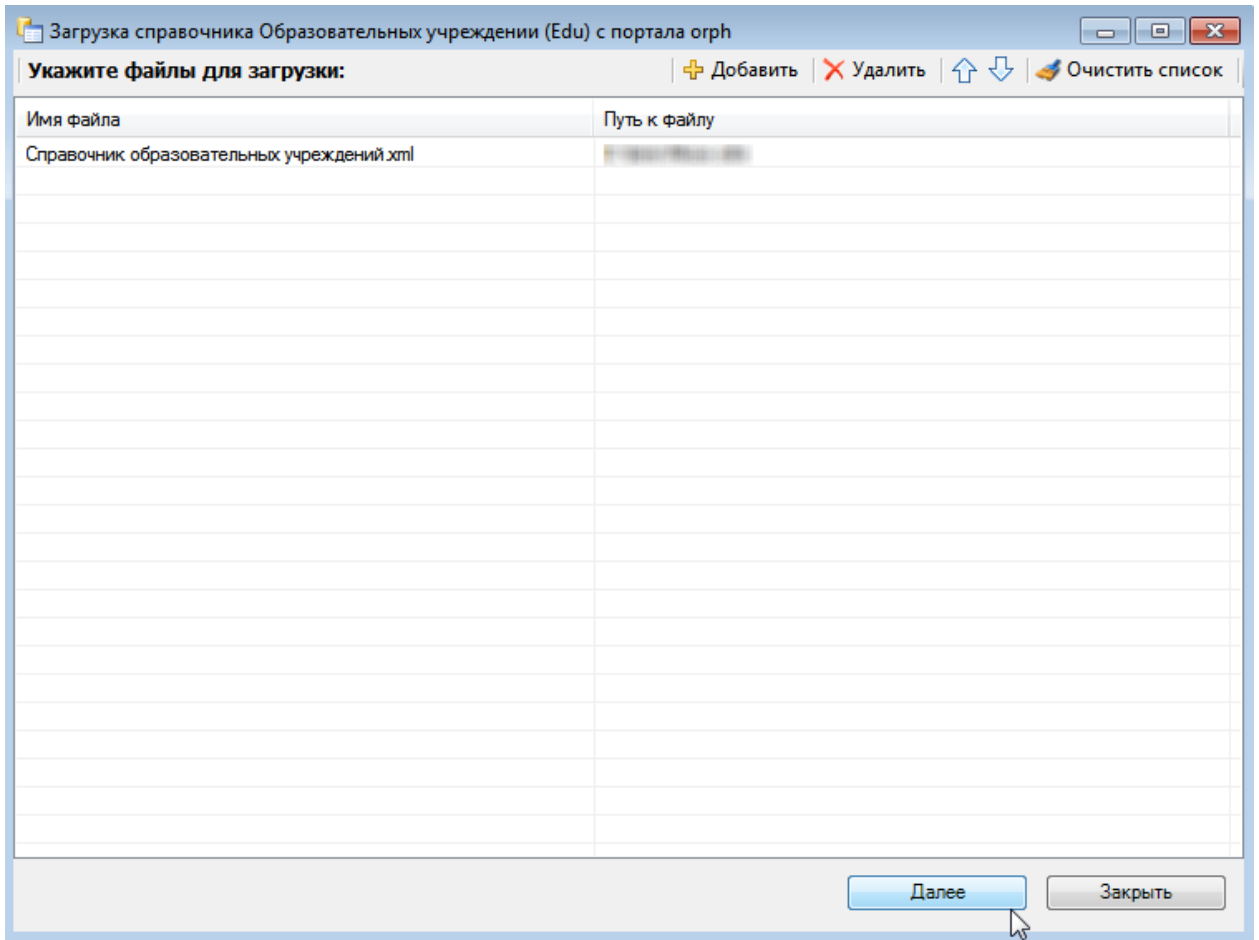 Загрузка справочника Образовательных учреждении (Edu) с портала orph
Укажите файлы для загрузки: Добавить Удалить Очистить список
Имя файла Путь к файлу
Справочник образовательных учреждений.xml
Далее Закрыть